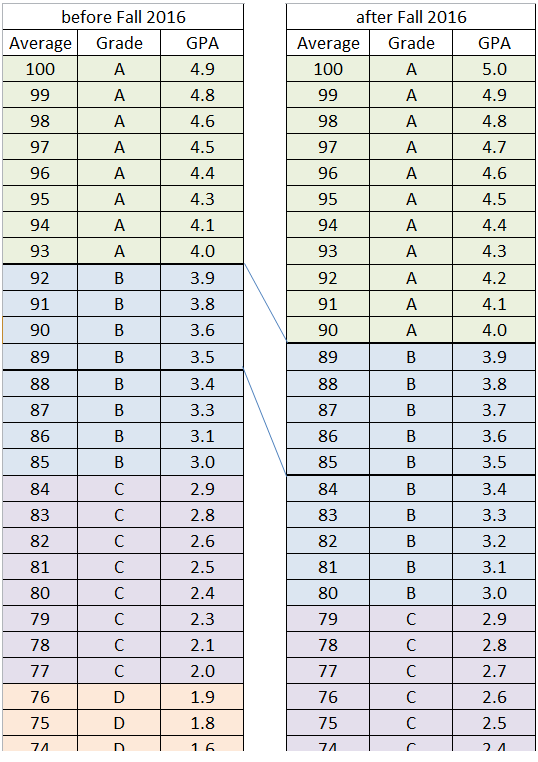 before Fall 2016 after Fall 2016
Average Grade GPA Average Grade GPA
100 A 4.9 100 A 5.0
99 A 4.8 99 A 4.9
98 A 4.6 98 A 4.8
97 A 4.5 97 A 4.7
96 A 4.4 96 A 4.6
95 A 4.3 95 A 4.5
94 A 4.1 94 A 4.4
93 A 4.0 93 A 4.3
92 B 3.9 92 A 4.2
91 B 3.8 91 A 4.1
90 B 3.6 90 A 4.0
89 B 3.5 89 B 3.9
88 B 3.4 88 B 3.8
87 B 3.3 87 B 3.7
86 B 3.1 86 B 3.6
85 B 3.0 85 B 3.5
84 C 2.9 84 B 3.4
83 C 2.8 83 B 3.3
82 C 2.6 82 B 3.2
81 C 2.5 81 B 3.1
80 C 2.4 80 B 3.0
79 C 2.3 79 C 2.9
78 C 2.1 78 C 2.8
77 C 2.0 77 C 2.7
76 D 1.9 76 C 2.6
75 D 1.8 75 C 2.5
74 D 1.6 74 C 2.4